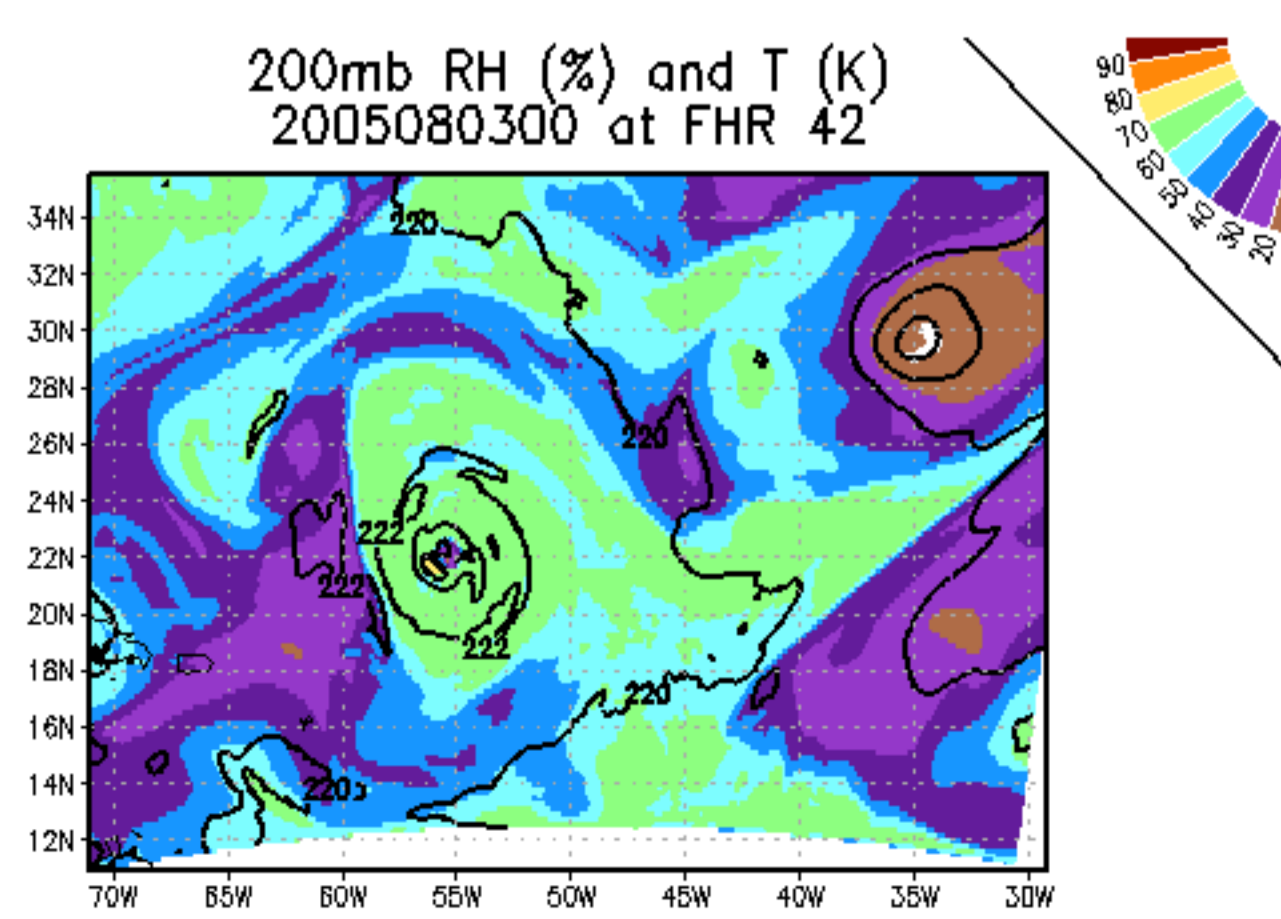 200mb RH (%) and T (K)
2005080300 at FHR 42
90
80
70
60
50
40
30
20
34N
32N
30N
28N
26N
24N
22N
20N
18N
16N
14N
12N
220
220
222
222
222
220
220
70W
65W
60W
55W
50W
45W
40W
35W
30W